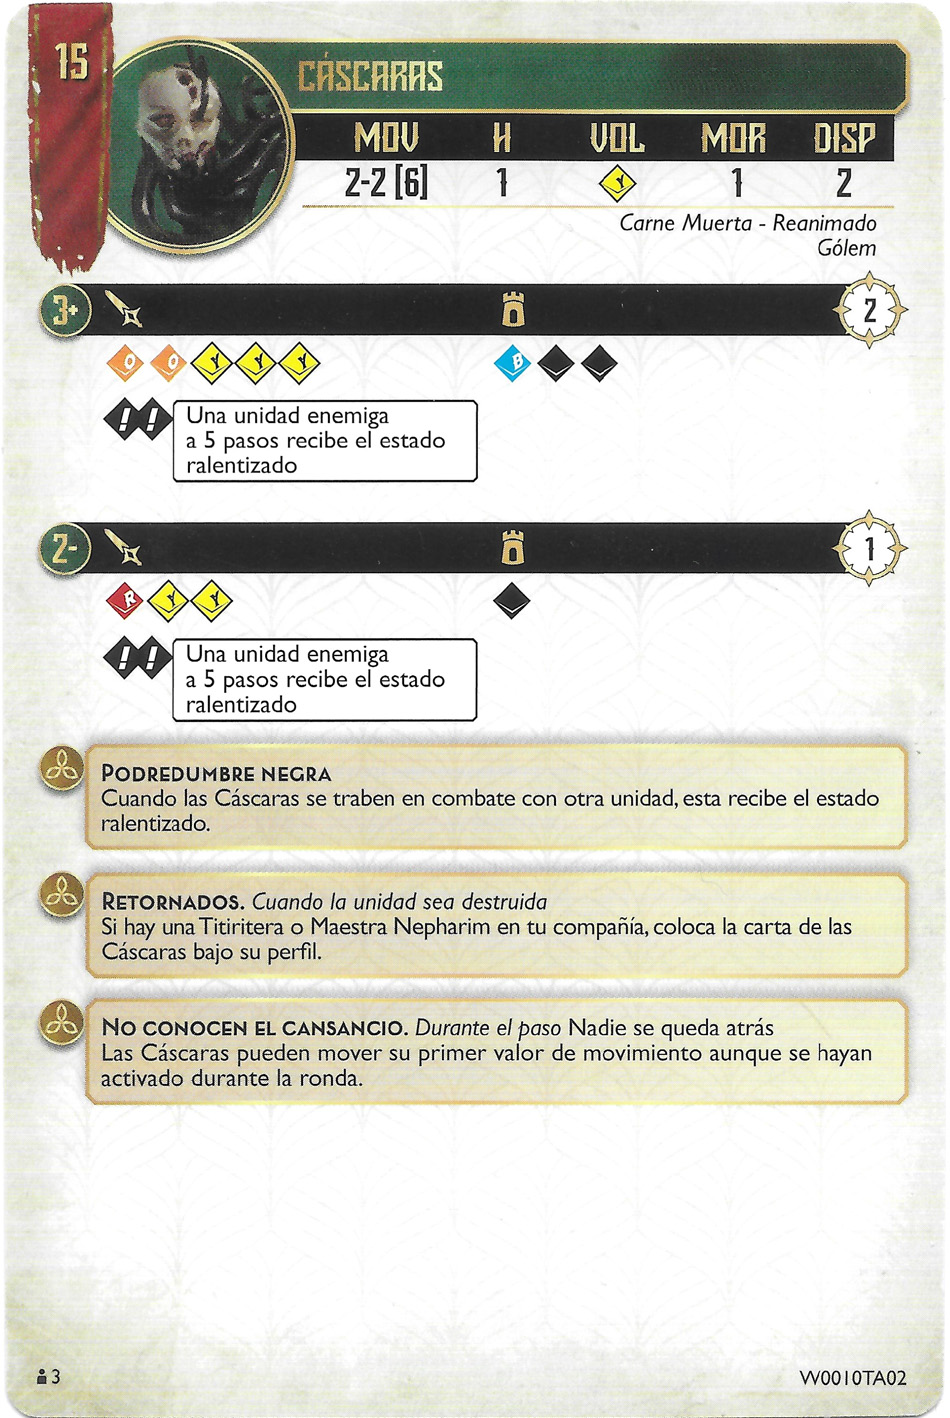 15
CÁSCARAS
MOV H VOL MOR DISP
2-2 [6] 1 Y 1 2
Carne Muerta - Reanimado
Gólem
3+ 2
O O Y Y Y B
!! Una unidad enemiga
a 5 pasos recibe el estado
ralentizado
2- 1
R Y Y
!! Una unidad enemiga
a 5 pasos recibe el estado
ralentizado
PODREDUMBRE NEGRA
Cuando las Cáscaras se traben en combate con otra unidad, esta recibe el estado
ralentizado.
RETORNADOS. Cuando la unidad sea destruida
Si hay una Titiritera o Maestra Nepharim en tu compañía, coloca la carta de las
Cáscaras bajo su perfil.
NO CONOCEN EL CANSANCIO. Durante el paso Nadie se queda atrás
Las Cáscaras pueden mover su primer valor de movimiento aunque se hayan
activado durante la ronda.
3 W0010TA02